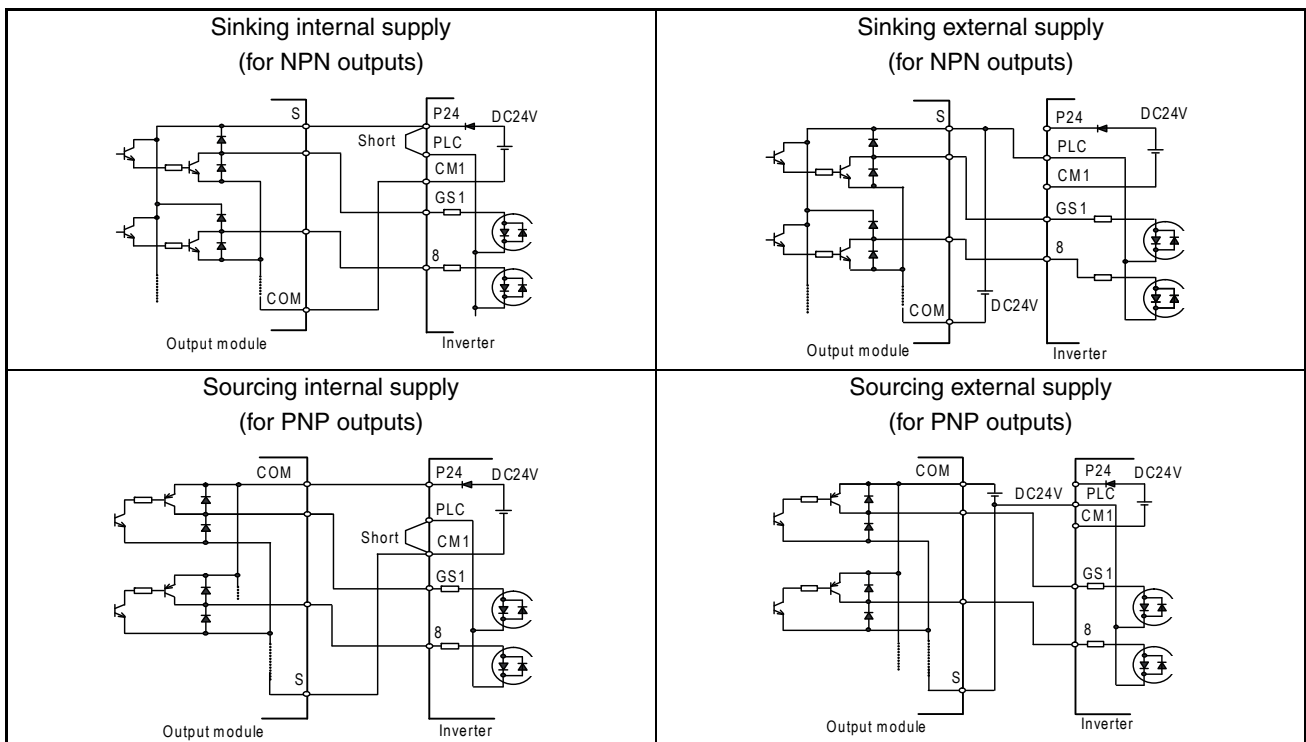 Sinking internal supply
(for NPN outputs)
S
P24
DC24V
Short
PLC
CM1
GS1
8
COM
Output module
Inverter
Sinking external supply
(for NPN outputs)
S
P24
DC24V
PLC
CM1
GS1
8
COM
DC24V
Output module
Inverter
Sourcing internal supply
(for PNP outputs)
COM
P24
DC24V
PLC
Short
CM1
GS1
8
S
Output module
Inverter
Sourcing external supply
(for PNP outputs)
COM
P24
DC24V
DC24V
PLC
CM1
GS1
8
S
Output module
Inverter